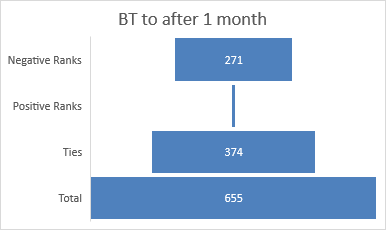 BT to after 1 month
Negative Ranks
271
Positive Ranks
Ties
374
Total
655